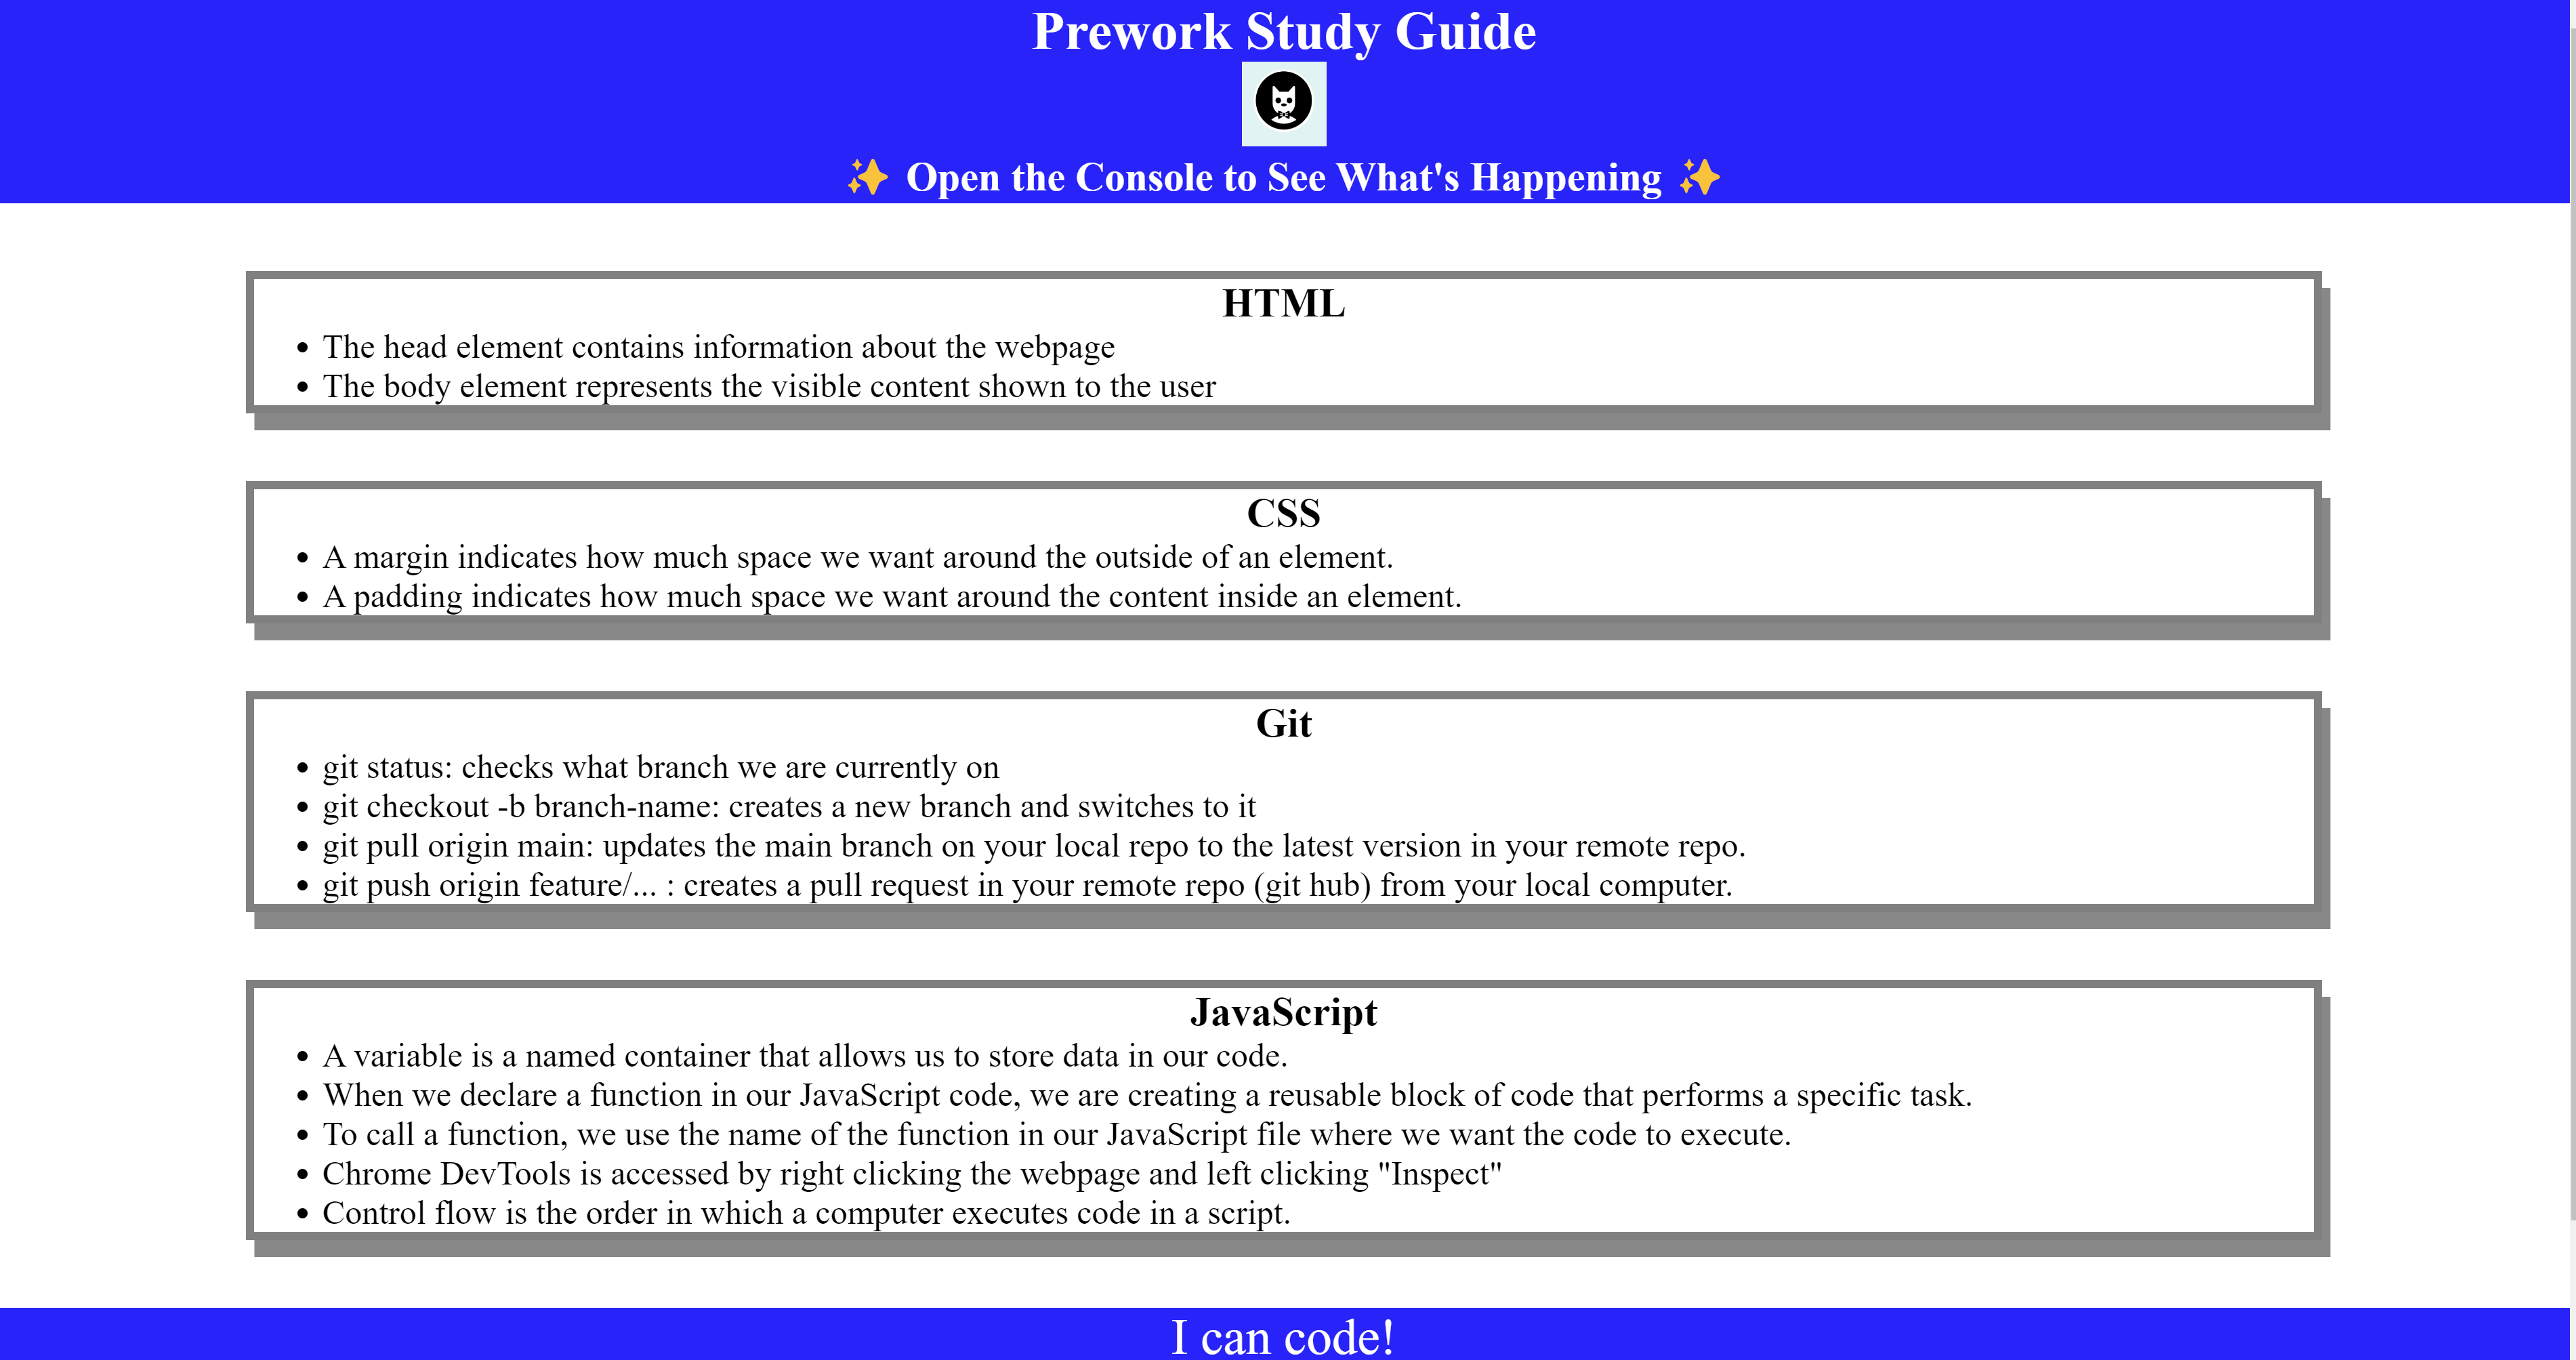 Prework Study Guide
✨ Open the Console to See What's Happening ✨
HTML
• The head element contains information about the webpage
• The body element represents the visible content shown to the user
CSS
• A margin indicates how much space we want around the outside of an element.
• A padding indicates how much space we want around the content inside an element.
Git
• git status: checks what branch we are currently on
• git checkout -b branch-name: creates a new branch and switches to it
• git pull origin main: updates the main branch on your local repo to the latest version in your remote repo.
• git push origin feature/... : creates a pull request in your remote repo (git hub) from your local computer.
JavaScript
• A variable is a named container that allows us to store data in our code.
• When we declare a function in our JavaScript code, we are creating a reusable block of code that performs a specific task.
• To call a function, we use the name of the function in our JavaScript file where we want the code to execute.
• Chrome DevTools is accessed by right clicking the webpage and left clicking "Inspect"
• Control flow is the order in which a computer executes code in a script.
I can code!